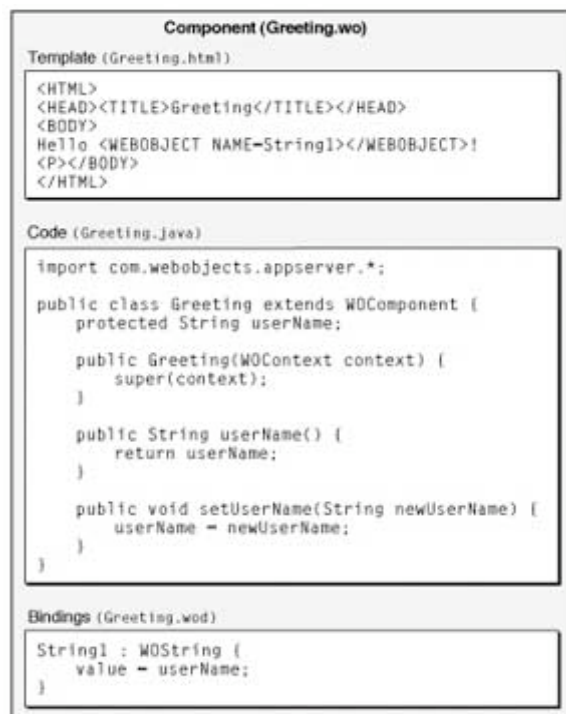 Component (Greeting.wo)
Template (Greeting.html)
<HTML>
<HEAD><TITLE>Greeting</TITLE></HEAD>
<BODY>
Hello <WEBOBJECT NAME=String1></WEBOBJECT>!
<P></BODY>
</HTML>
Code (Greeting.java)
import com.webobjects.appserver.*;
public class Greeting extends WOComponent {
protected String userName;
public Greeting(WOContext context) {
super(context);
}
public String userName() {
return userName;
}
public void setUserName(String newUserName) {
userName = newUserName;
}
}
Bindings (Greeting.wod)
String1 : WOString {
value = userName;
}